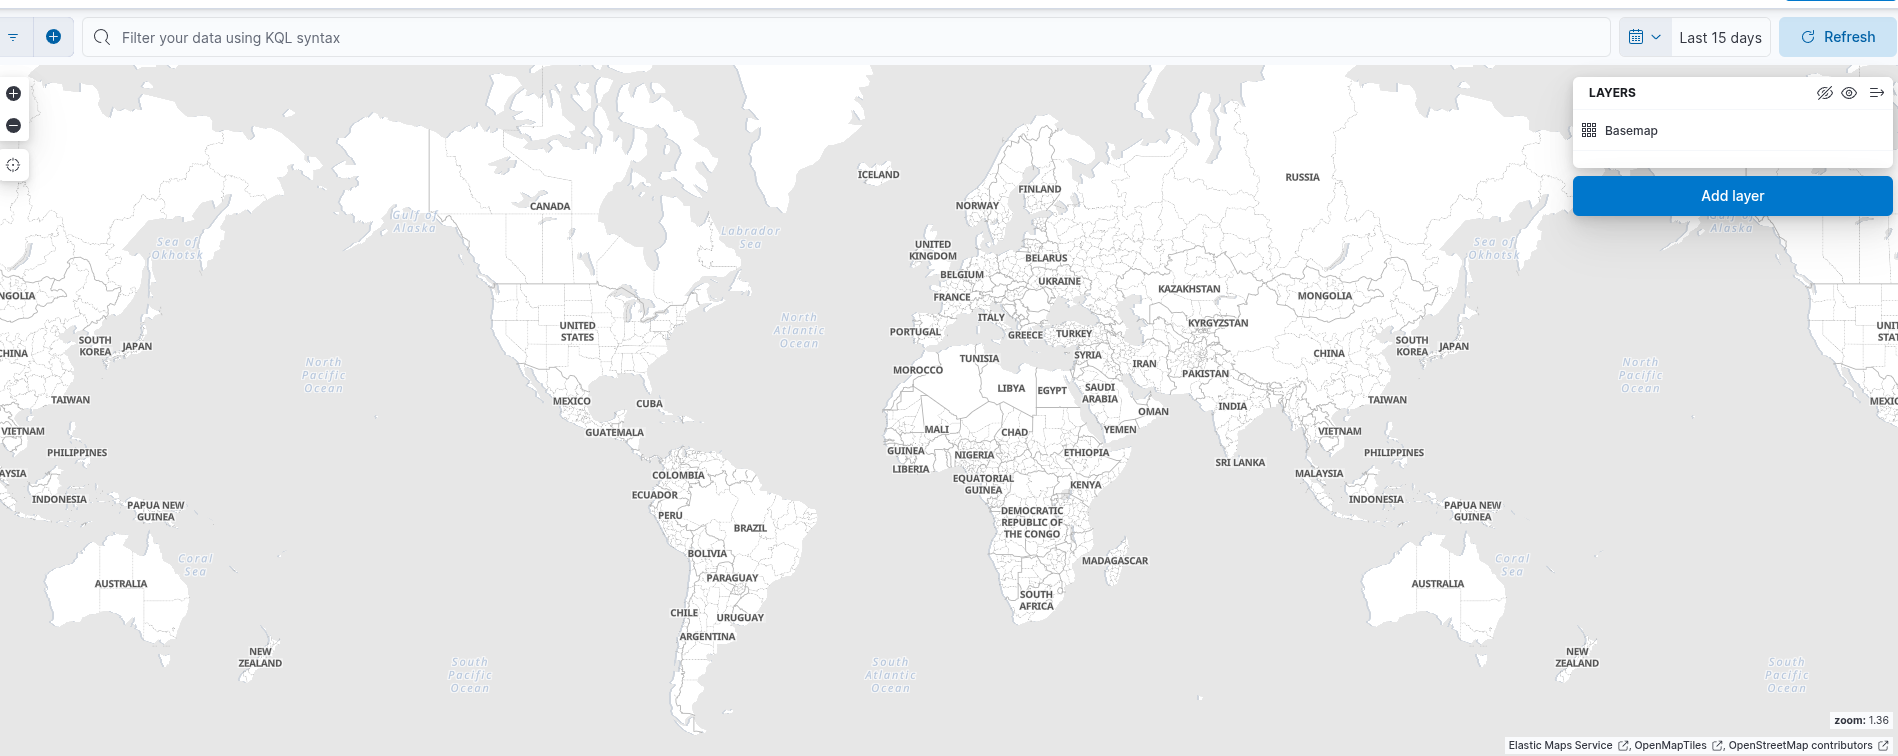 Filter your data using KQL syntax
Last 15 days
Refresh
LAYERS
Basemap
Add layer
ICELAND
RUSSIA
FINLAND
CANADA
NORWAY
Gulf of
Alaska
Gulf of
Alaska
Labrador
Sea
Sea of
Okhotsk
Sea of
Okhotsk
UNITED
KINGDOM
BELARUS
BELGIUM
UKRAINE
KAZAKHSTAN
NGOLIA
FRANCE
MONGOLIA
ITALY
North
Atlantic
Ocean
KYRGYZSTAN
UNITED
STATES
UNIT
STAT
PORTUGAL
GREECE
TURKEY
SOUTH
KOREA
JAPAN
SOUTH
KOREA
JAPAN
CHINA
CHINA
SYRIA
TUNISIA
IRAN
North
Pacific
Ocean
North
Pacific
Ocean
MOROCCO
PAKISTAN
LIBYA
EGYPT
SAUDI
ARABIA
TAIWAN
MEXICO
CUBA
INDIA
TAIWAN
MEXIC
OMAN
VIETNAM
GUATEMALA
MALI
CHAD
YEMEN
VIETNAM
PHILIPPINES
GUINEA
NIGERIA
ETHIOPIA
PHILIPPINES
AYSIA
COLOMBIA
LIBERIA
SRI LANKA
MALAYSIA
EQUATORIAL
GUINEA
KENYA
INDONESIA
ECUADOR
INDONESIA
PAPUA NEW
GUINEA
PERU
DEMOCRATIC
REPUBLIC OF
THE CONGO
PAPUA NEW
GUINEA
BRAZIL
BOLIVIA
Coral
Sea
MADAGASCAR
Coral
Sea
AUSTRALIA
PARAGUAY
AUSTRALIA
SOUTH
AFRICA
CHILE
URUGUAY
ARGENTINA
NEW
ZEALAND
NEW
ZEALAND
South
Pacific
Ocean
South
Atlantic
Ocean
South
Pacific
Ocean
zoom: 1.36
Elastic Maps Service , OpenMapTiles , OpenStreetMap contributors